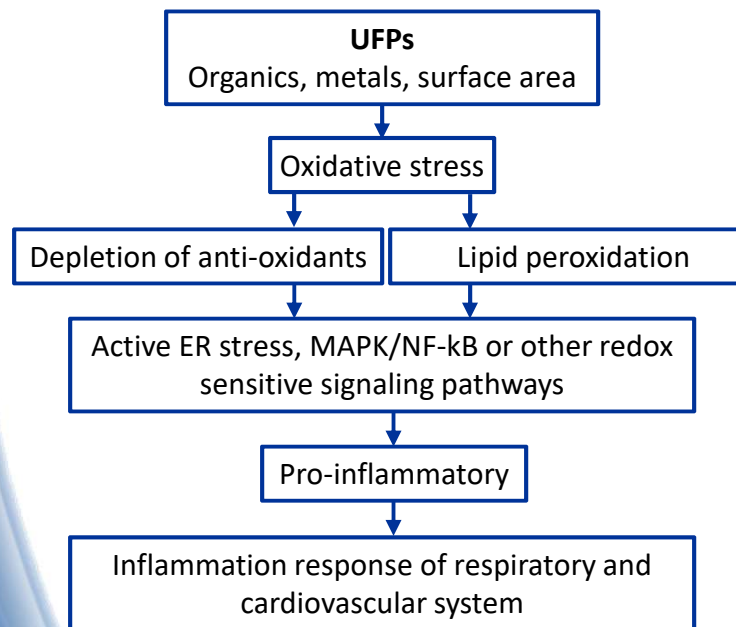 UFPs
Organics, metals, surface area
Oxidative stress
Depletion of anti-oxidants
Lipid peroxidation
Active ER stress, MAPK/NF-kB or other redox
sensitive signaling pathways
Pro-inflammatory
Inflammation response of respiratory and
cardiovascular system